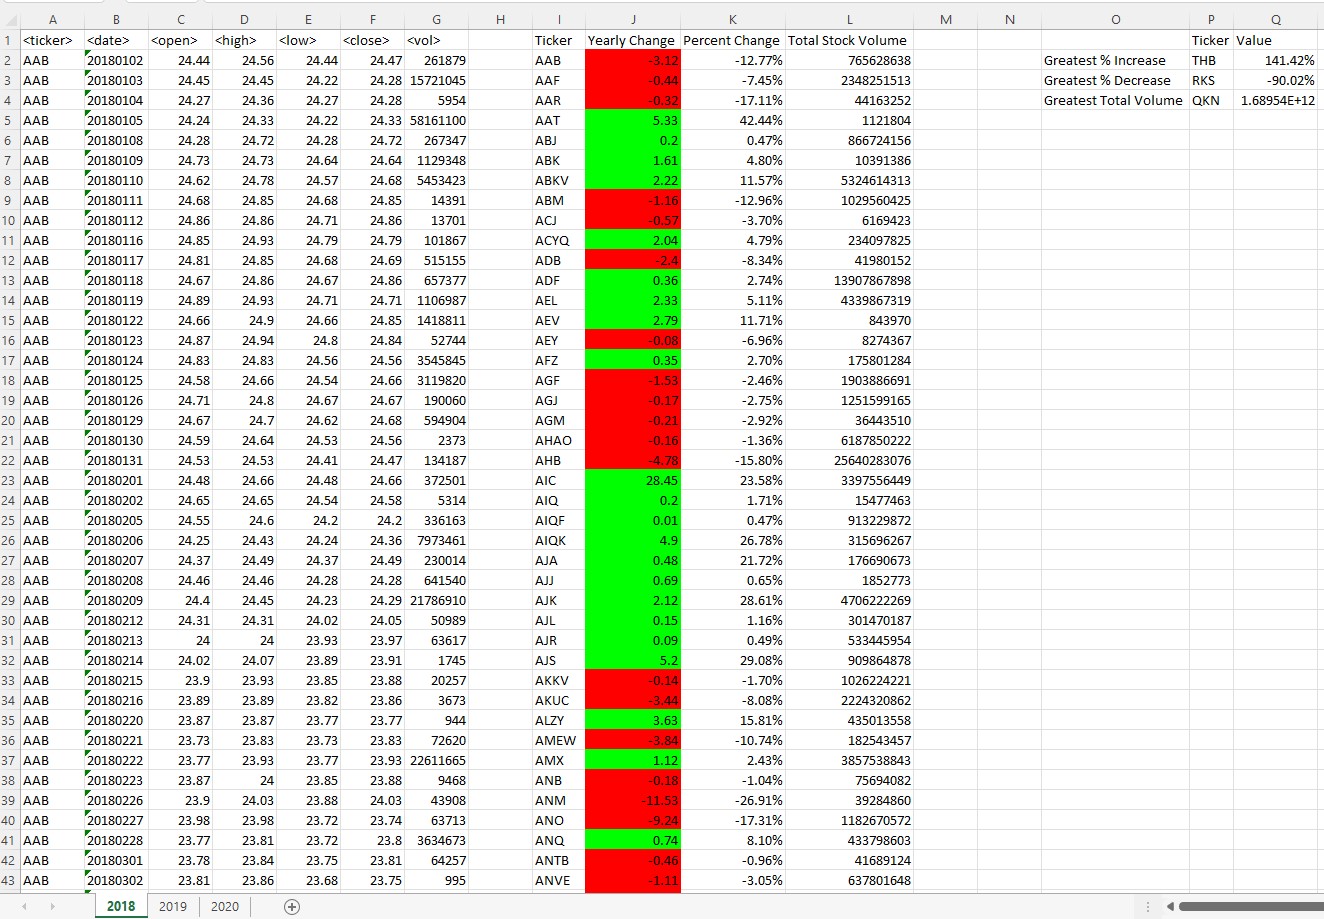 A B C D E F G H I J K L M N O P Q
1 <ticker> <date> <open> <high> <low> <close> <vol> Ticker Yearly Change Percent Change Total Stock Volume Ticker Value
2 AAB 20180102 24.44 24.56 24.44 24.47 261879 AAB -3.12 -12.77% 765628638 Greatest % Increase THB 141.42%
3 AAB 20180103 24.45 24.45 24.22 24.28 15721045 AAF -0.44 -7.45% 2348251513 Greatest % Decrease RKS -90.02%
4 AAB 20180104 24.27 24.36 24.27 24.28 5954 AAR -0.32 -17.11% 44163252 Greatest Total Volume QKN 1.68954E+12
5 AAB 20180105 24.24 24.33 24.22 24.33 58161100 AAT 5.33 42.44% 1121804
6 AAB 20180108 24.28 24.72 24.28 24.72 267347 ABJ 0.2 0.47% 866724156
7 AAB 20180109 24.73 24.73 24.64 24.64 1129348 ABK 1.61 4.80% 10391386
8 AAB 20180110 24.62 24.78 24.57 24.68 5453423 ABKV 2.22 11.57% 5324614313
9 AAB 20180111 24.68 24.85 24.68 24.85 14391 ABM -1.16 -12.96% 1029560425
10 AAB 20180112 24.86 24.86 24.71 24.86 13701 ACJ -0.57 -3.70% 6169423
11 AAB 20180116 24.85 24.93 24.79 24.79 101867 ACYQ 2.04 4.79% 234097825
12 AAB 20180117 24.81 24.85 24.68 24.69 515155 ADB -2.4 -8.34% 41980152
13 AAB 20180118 24.67 24.86 24.67 24.86 657377 ADF 0.36 2.74% 13907867898
14 AAB 20180119 24.89 24.93 24.71 24.71 1106987 AEL 2.33 5.11% 4339867319
15 AAB 20180122 24.66 24.9 24.66 24.85 1418811 AEV 2.79 11.71% 843970
16 AAB 20180123 24.87 24.94 24.8 24.84 52744 AEY -0.08 -6.96% 8274367
17 AAB 20180124 24.83 24.83 24.56 24.56 3545845 AFZ 0.35 2.70% 175801284
18 AAB 20180125 24.58 24.66 24.54 24.66 3119820 AGF -1.53 -2.46% 1903886691
19 AAB 20180126 24.71 24.8 24.67 24.67 190060 AGJ -0.17 -2.75% 1251599165
20 AAB 20180129 24.67 24.7 24.62 24.68 594904 AGM -0.21 -2.92% 36443510
21 AAB 20180130 24.59 24.64 24.53 24.56 2373 AHAO -0.16 -1.36% 6187850222
22 AAB 20180131 24.53 24.53 24.41 24.47 134187 AHB -4.78 -15.80% 25640283076
23 AAB 20180201 24.48 24.66 24.48 24.66 372501 AIC 28.45 23.58% 3397556449
24 AAB 20180202 24.65 24.65 24.54 24.58 5314 AIQ 0.2 1.71% 15477463
25 AAB 20180205 24.55 24.6 24.2 24.2 336163 AIQF 0.01 0.47% 913229872
26 AAB 20180206 24.25 24.43 24.24 24.36 7973461 AIQK 4.9 26.78% 315696267
27 AAB 20180207 24.37 24.49 24.37 24.49 230014 AJA 0.48 21.72% 176690673
28 AAB 20180208 24.46 24.46 24.28 24.28 641540 AJJ 0.69 0.65% 1852773
29 AAB 20180209 24.4 24.45 24.23 24.29 21786910 AJK 2.12 28.61% 4706222269
30 AAB 20180212 24.31 24.31 24.02 24.05 50989 AJL 0.15 1.16% 301470187
31 AAB 20180213 24 24 23.93 23.97 63617 AJR 0.09 0.49% 533445954
32 AAB 20180214 24.02 24.07 23.89 23.91 1745 AJS 5.2 29.08% 909864878
33 AAB 20180215 23.9 23.93 23.85 23.88 20257 AKKV -0.14 -1.70% 1026224221
34 AAB 20180216 23.89 23.89 23.82 23.86 3673 AKUC -3.44 -8.08% 2224320862
35 AAB 20180220 23.87 23.87 23.77 23.77 944 ALZY 3.63 15.81% 435013558
36 AAB 20180221 23.73 23.83 23.73 23.83 72620 AMEW -3.84 -10.74% 182543457
37 AAB 20180222 23.77 23.93 23.77 23.93 22611665 AMX 1.12 2.43% 3857538843
38 AAB 20180223 23.87 24 23.85 23.88 9468 ANB -0.18 -1.04% 75694082
39 AAB 20180226 23.9 24.03 23.88 24.03 43908 ANM -11.53 -26.91% 39284860
40 AAB 20180227 23.98 23.98 23.72 23.74 63713 ANO -9.24 -17.31% 1182670572
41 AAB 20180228 23.77 23.81 23.72 23.8 3634673 ANQ 0.74 8.10% 433798603
42 AAB 20180301 23.78 23.84 23.75 23.81 64257 ANTB -0.46 -0.96% 41689124
43 AAB 20180302 23.81 23.86 23.68 23.75 995 ANVE -1.11 -3.05% 637801648
2018 2019 2020